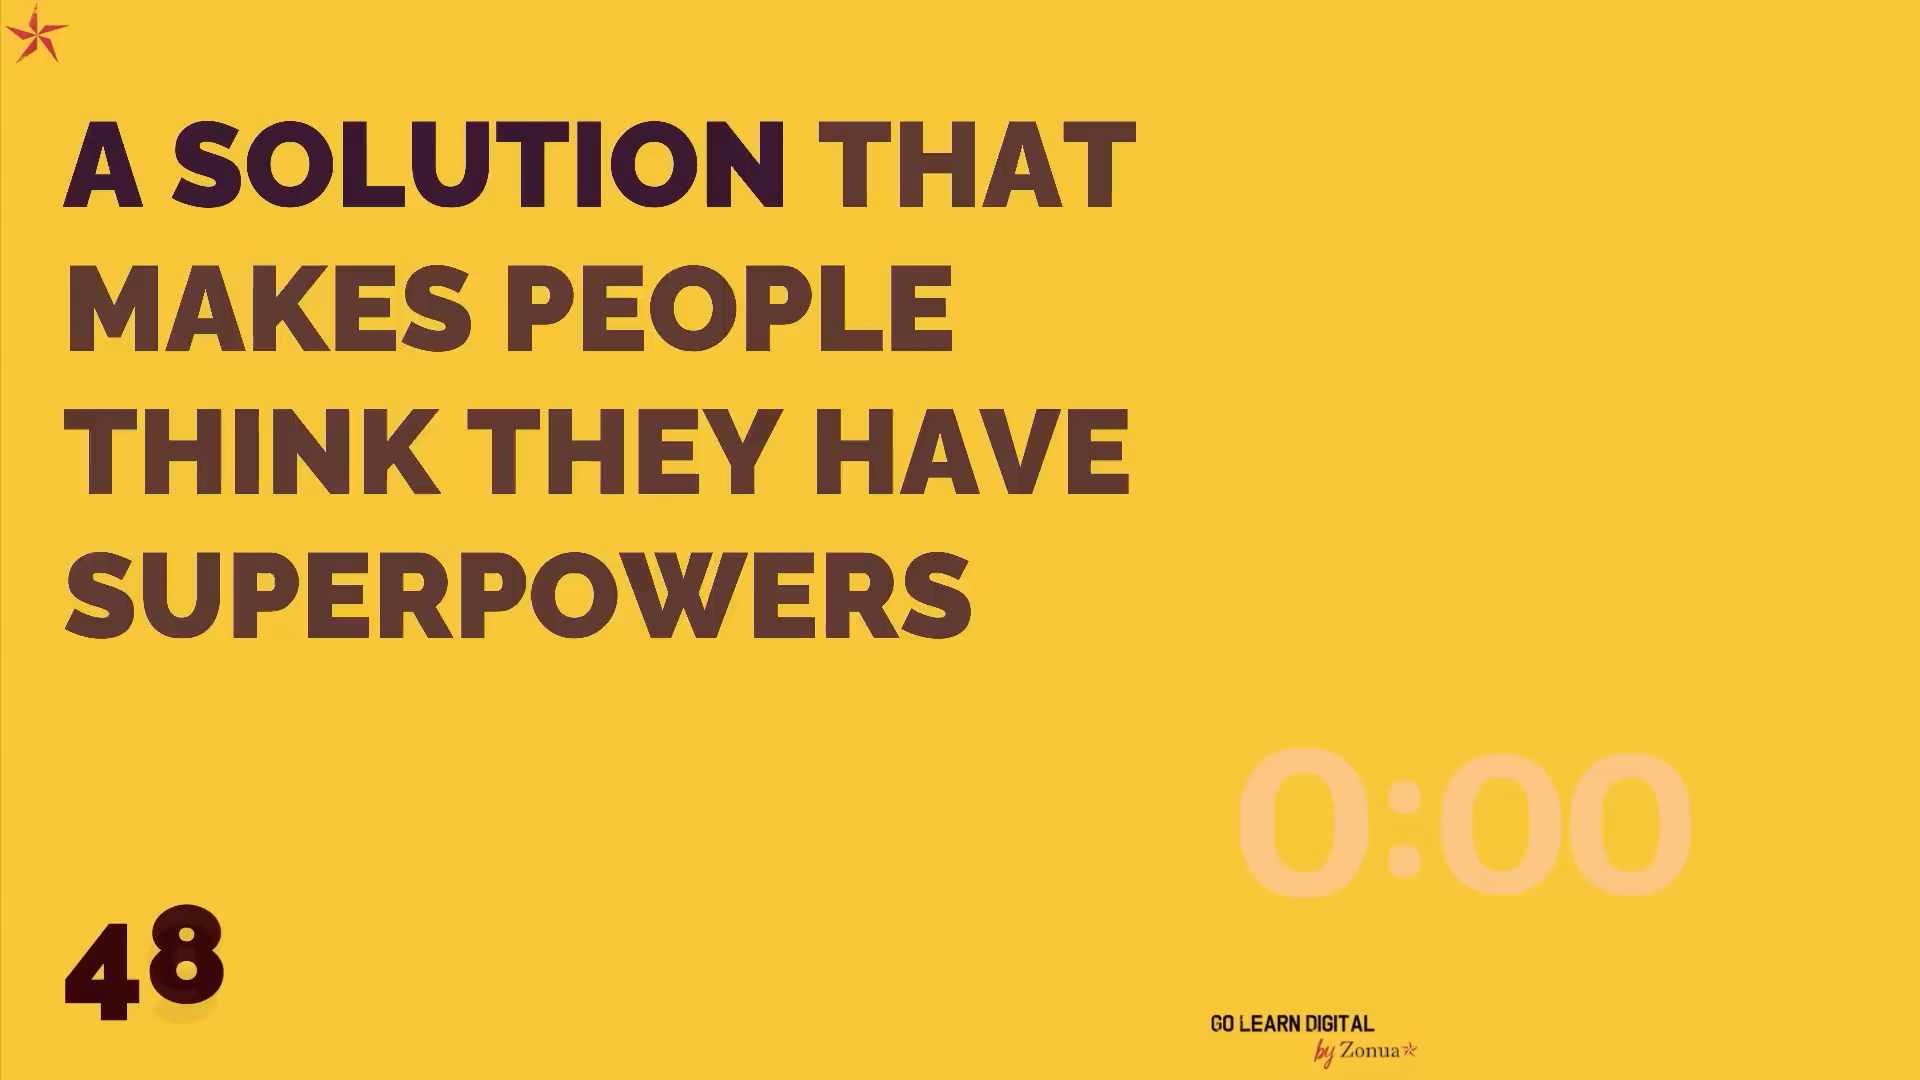 A SOLUTION THAT
MAKES PEOPLE
THINK THEY HAVE
SUPERPOWERS
0:00
48
GO LEARN DIGITAL
by Zonua